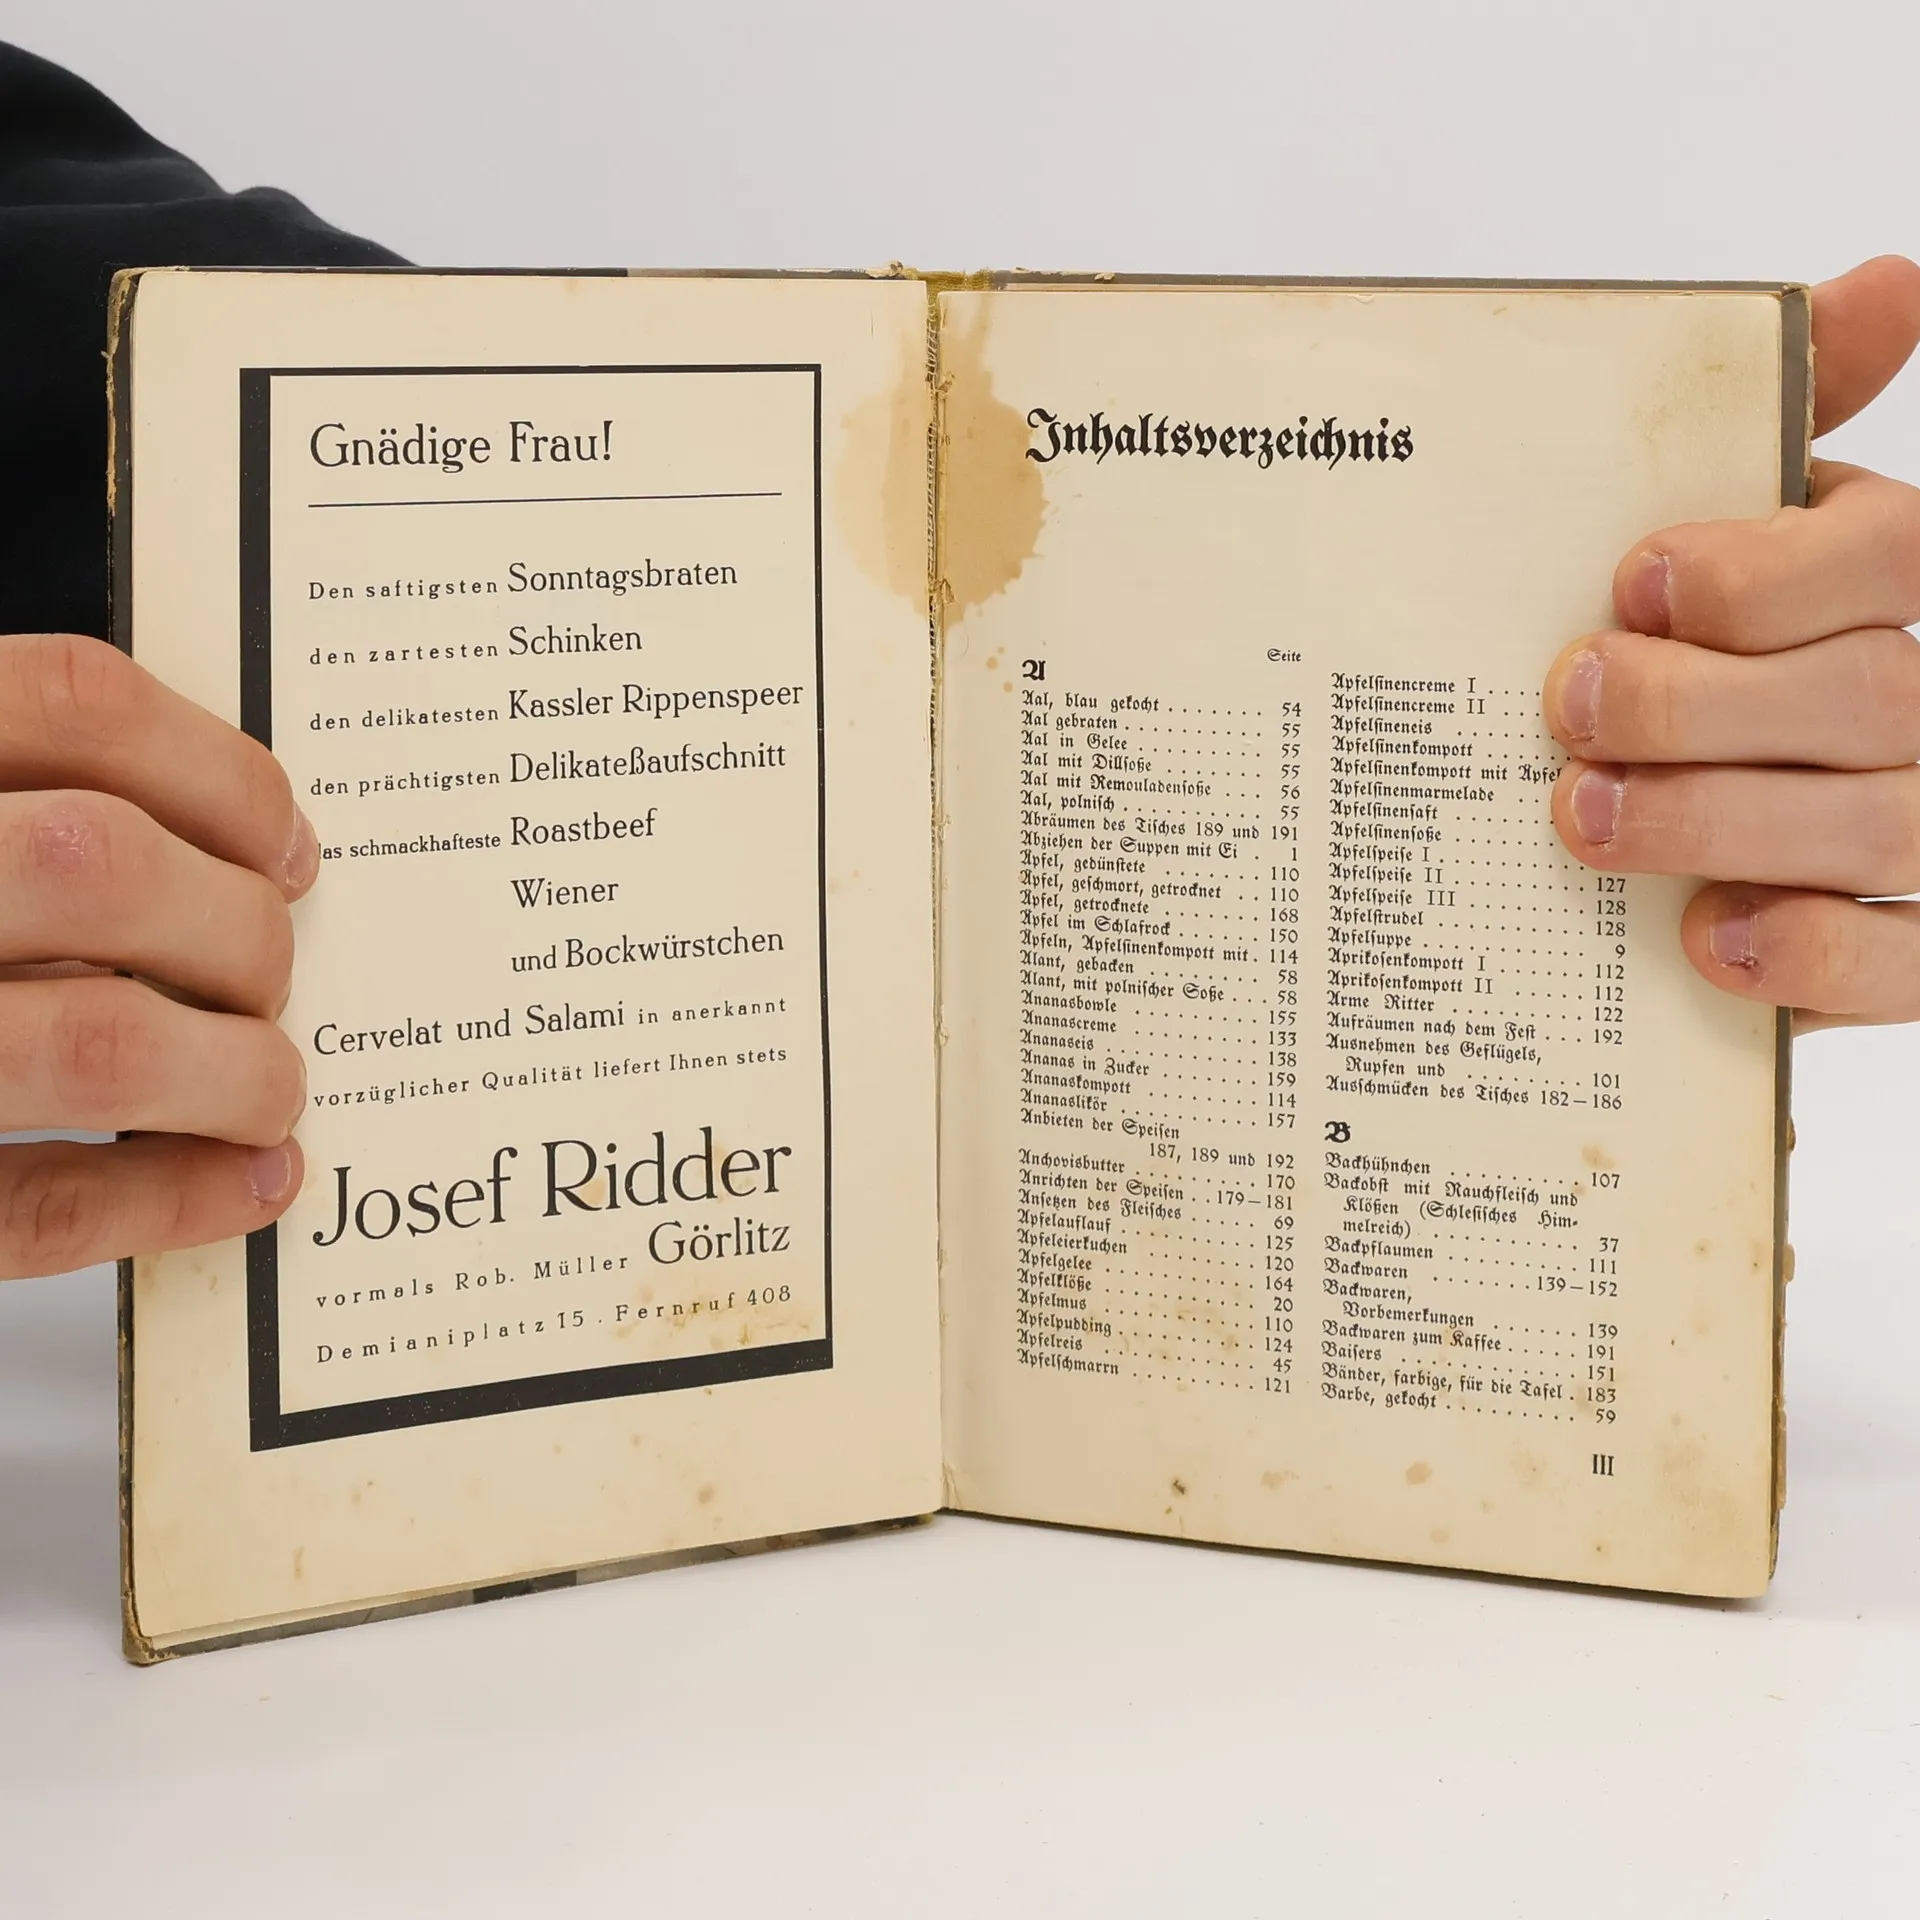 Gnädige Frau!
Den saftigsten Sonntagsbraten
den zartesten Schinken
den delikatesten Kassler Rippenspeer
den prächtigsten Delikateßaufschnitt
schmackhafteste Roastbeef
Wiener
und Bockwürstchen
Cervelat und Salami in anerkannt
vorzüglicher Qualität liefert Ihnen stets
Josef Ridder
vormals Rob. Müller Görlitz
Demianiplatz 15 . Fernruf 408
Inhaltsverzeichnis
Seite
A
Aal, blau gekocht . . . . . . . 54
Aal gebraten . . . . . . . . . 55
Aal in Gelee . . . . . . . . . 55
Aal mit Dillsoße . . . . . . . 55
Aal mit Remouladensoße . . . 56
Aal, polnisch . . . . . . . . . 55
Abräumen des Tisches 189 und 191
Abziehen der Suppen mit Ei . 1
Äpfel, gedünstete . . . . . . . 110
Äpfel, geschmort, getrocknet . . 110
Äpfel, getrocknete . . . . . . . 168
Äpfel im Schlafrock . . . . . . 150
Äpfeln, Apfelsinenkompott mit . 114
Alant, gebacken . . . . . . . . 58
Alant, mit polnischer Soße . . . 58
Ananasbowle . . . . . . . . . 155
Ananascreme . . . . . . . . . 133
Ananaseis . . . . . . . . . . 138
Ananas in Zucker . . . . . . . 159
Ananaskompott . . . . . . . . 114
Ananaslikör . . . . . . . . . 157
Anbieten der Speisen
187, 189 und 192
Anchovisbutter . . . . . . . . 170
Anrichten der Speisen . . 179–181
Ansetzen des Fleisches . . . . . 69
Apfelauflauf . . . . . . . . . 125
Apfeleierkuchen . . . . . . . . 120
Apfelgelee . . . . . . . . . . 164
Apfelklöße . . . . . . . . . . 20
Apfelmus . . . . . . . . . . . 110
Apfelpudding . . . . . . . . . 124
Apfelreis . . . . . . . . . . . 45
Apfelschmarrn . . . . . . . . . 121
Apfelsinencreme I . . . .
Apfelsinencreme II . . .
Apfelsineneis . . . . . .
Apfelsinenkompott . . . .
Apfelsinenkompott mit
Apfelsinenmarmelade . .
Apfelsinensaft . . . . . .
Apfelsinensoße . . . . . .
Apfelspeise I . . . . . . .
Apfelspeise II . . . . . . . . 127
Apfelspeise III . . . . . . . . 128
Apfelstrudel . . . . . . . . . 128
Apfelsuppe . . . . . . . . . . 9
Aprikosenkompott I . . . . . . 112
Aprikosenkompott II . . . . . 112
Arme Ritter . . . . . . . . . 122
Aufräumen nach dem Fest . . . 192
Ausnehmen des Geflügels,
Rupfen und . . . . . . . . 101
Ausschmücken des Tisches 182–186
B
Backhühnchen . . . . . . . . . 107
Backobst mit Rauchfleisch und
Klößen (Schlesisches Him-
melreich) . . . . . . . . . . 37
Backpflaumen . . . . . . . . . 111
Backwaren . . . . . . . 139–152
Backwaren,
Vorbemerkungen . . . . . . 139
Backwaren zum Kaffee . . . . . 191
Baisers . . . . . . . . . . . 151
Bänder, farbige, für die Tafel . 183
Barbe, gekocht . . . . . . . . . 59
III